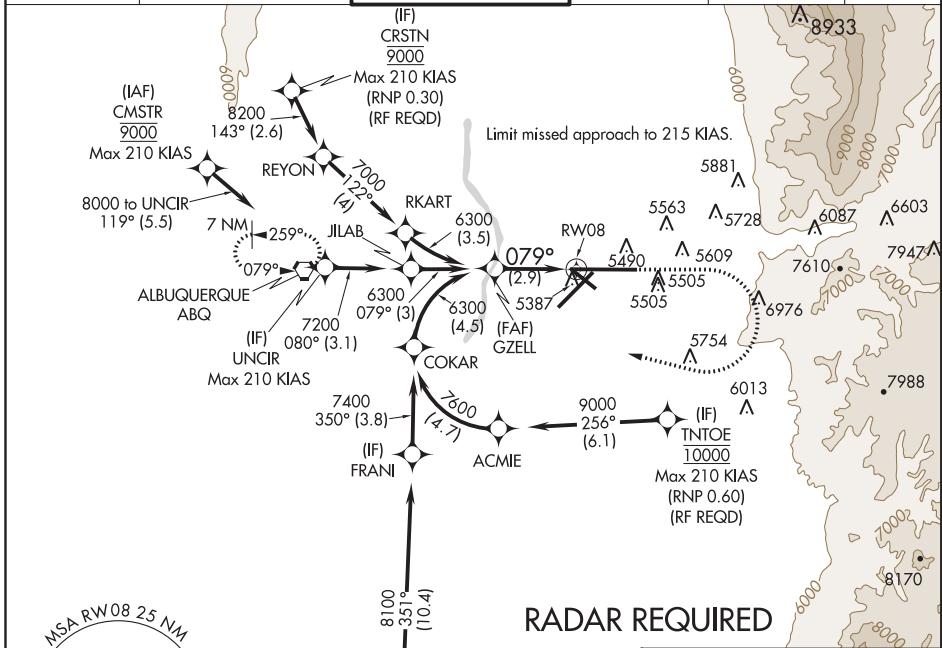 (IF)
CRSTN
9000
Max 210 KIAS
(RNP 0.30)
(RF REQD)
8933
6000
6000
(IAF)
CMSTR
9000
Max 210 KIAS
8200
143° (2.6)
Limit missed approach to 215 KIAS.
9000
8000
7000
REYON
7000
122°
(4)
8000 to UNCIR
119° (5.5)
RKART
5881
5563
5728
6087
6603
7 NM
259°
JILAB
6300
(3.5)
RW08
5490
5609
7947
079°
079°
(2.9)
7610
7000
ALBUQUERQUE
ABQ
6300
079° (3)
6300
(4.5)
5387
5505
5505
6976
(IF)
UNCIR
Max 210 KIAS
7200
080° (3.1)
(FAF)
GZELL
COKAR
5754
7988
7400
350° (3.8)
7600
(4.7)
9000
256°
(6.1)
6013
(IF)
TNTOE
10000
Max 210 KIAS
(RNP 0.60)
(RF REQD)
(IF)
FRANI
ACMIE
7000
8170
8100
351°
(10.4)
6000
RADAR REQUIRED
8000
MSA RW08 25 NM